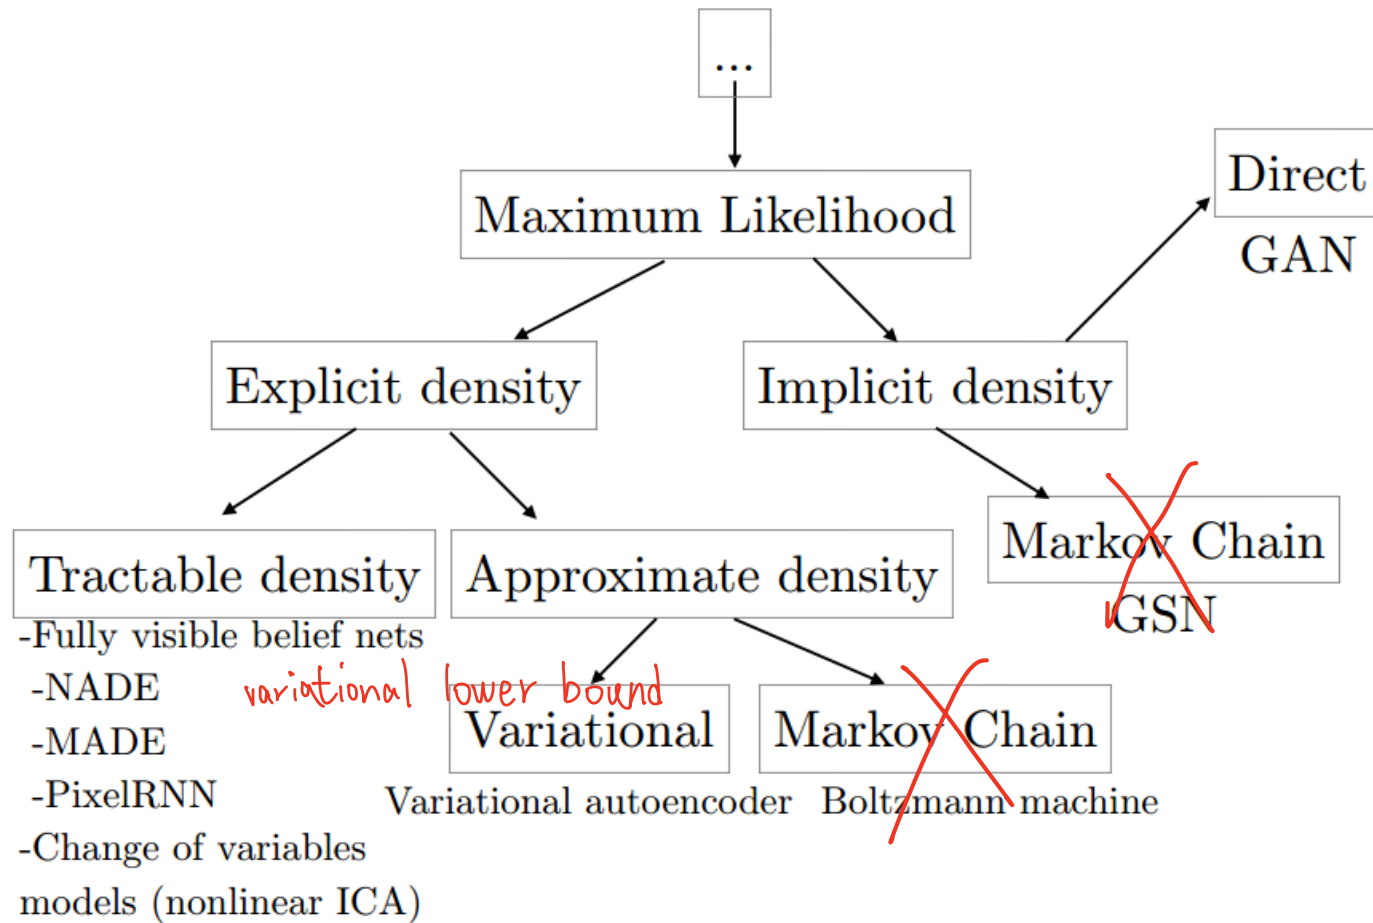 ...
Maximum Likelihood
Direct
GAN
Explicit density
Implicit density
Markov Chain
GSN
Tractable density
Approximate density
-Fully visible belief nets
-NADE
-MADE
-PixelRNN
-Change of variables
models (nonlinear ICA)
variational lower bound
Variational
Variational autoencoder
Markov Chain
Boltzmann machine